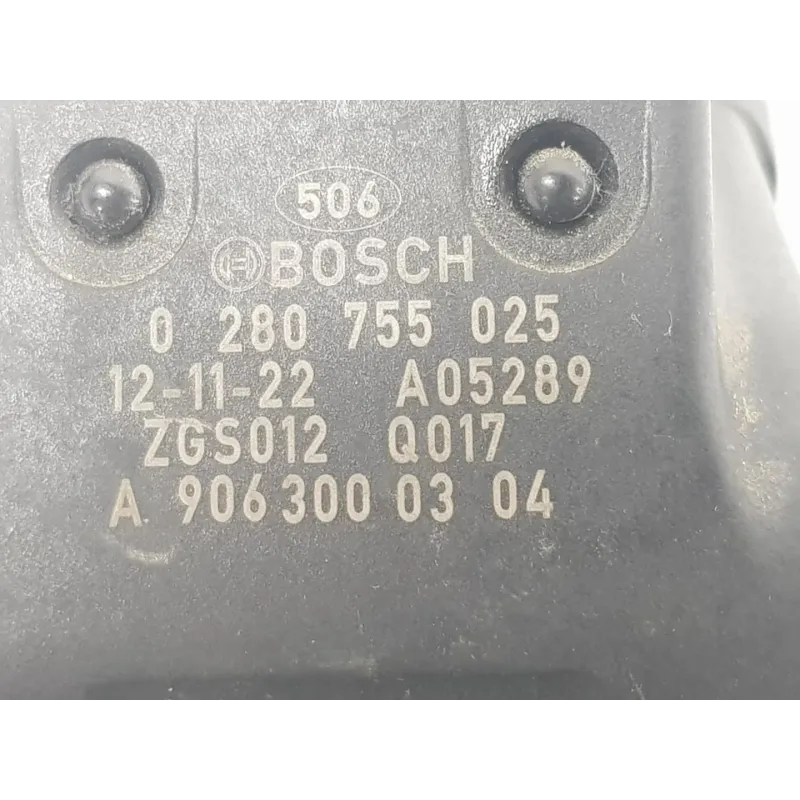 506
BOSCH
0 280 755 025
12-11-22 A05289
ZGS012 Q017
A 906 300 03 04